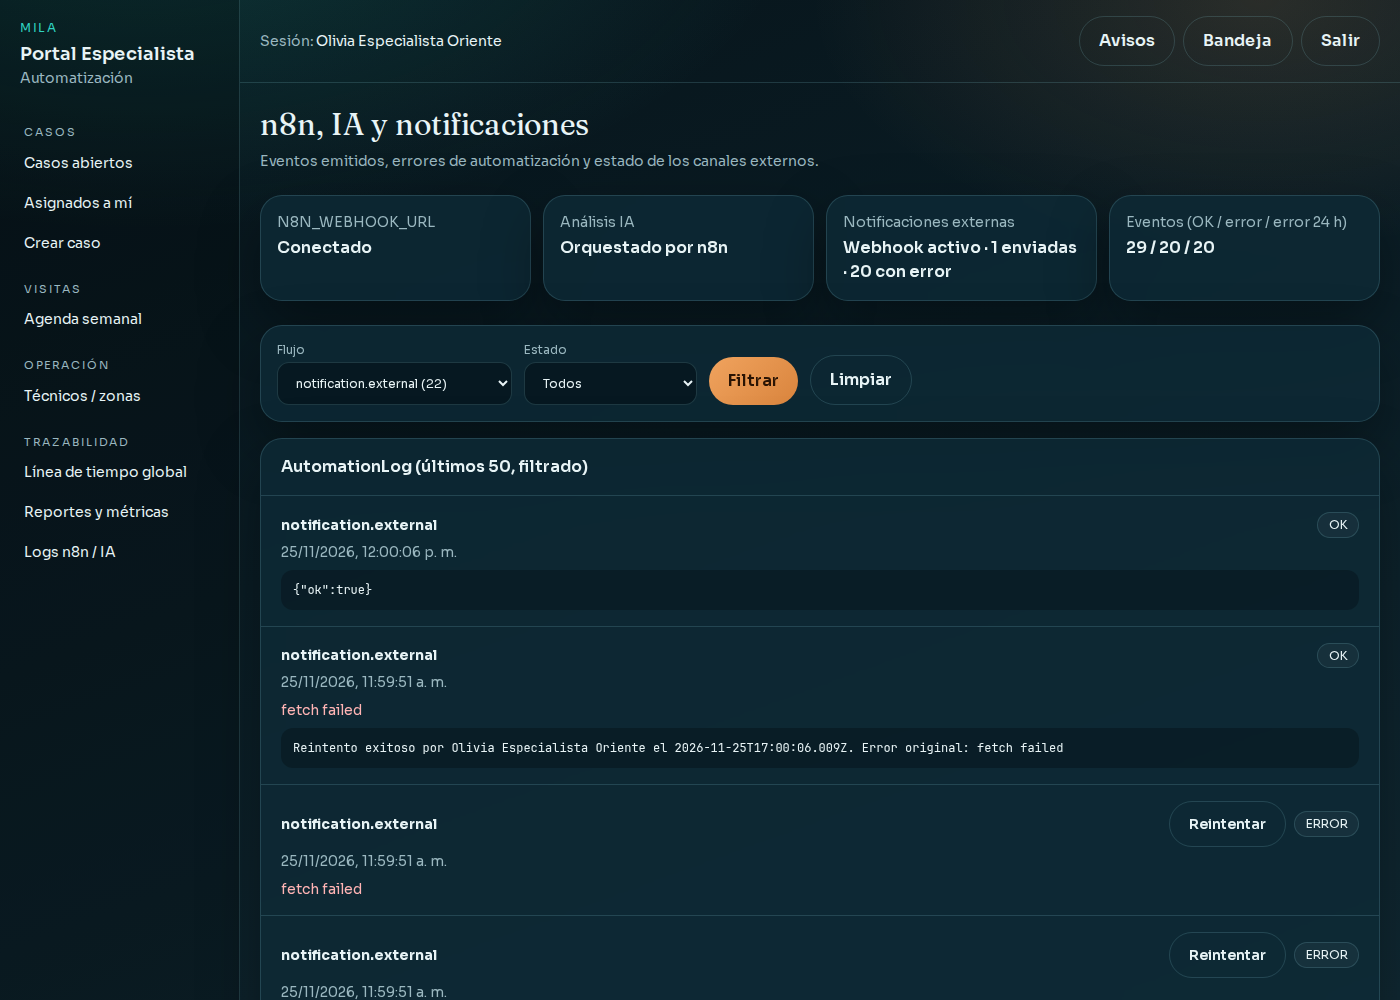 MILA
Portal Especialista
Automatización
CASOS
Casos abiertos
Asignados a mí
Crear caso
VISITAS
Agenda semanal
OPERACIÓN
Técnicos / zonas
TRAZABILIDAD
Línea de tiempo global
Reportes y métricas
Logs n8n / IA
Sesión: Olivia Especialista Oriente
Avisos
Bandeja
Salir
n8n, IA y notificaciones
Eventos emitidos, errores de automatización y estado de los canales externos.
N8N_WEBHOOK_URL
Conectado
Análisis IA
Orquestado por n8n
Notificaciones externas
Webhook activo · 1 enviadas
· 20 con error
Eventos (OK / error / error 24 h)
29 / 20 / 20
Flujo
notification.external (22)
Estado
Todos
Filtrar
Limpiar
AutomationLog (últimos 50, filtrado)
notification.external
OK
25/11/2026, 12:00:06 p. m.
{"ok":true}
notification.external
OK
25/11/2026, 11:59:51 a. m.
fetch failed
Reintento exitoso por Olivia Especialista Oriente el 2026-11-25T17:00:06.009Z. Error original: fetch failed
notification.external
Reintentar
ERROR
25/11/2026, 11:59:51 a. m.
fetch failed
notification.external
Reintentar
ERROR
25/11/2026, 11:59:51 a. m.